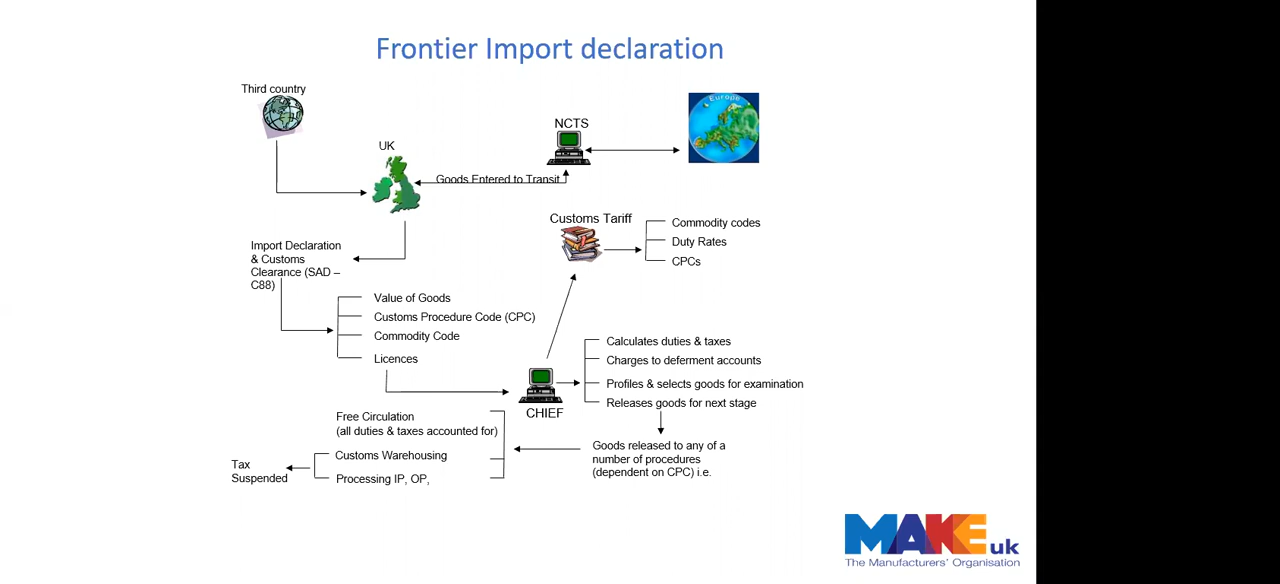 Frontier Import declaration
Third country
Europe
NCTS
UK
Goods Entered to Transit
Customs Tariff
Commodity codes
Duty Rates
CPCs
Import Declaration
& Customs
Clearance (SAD –
C88)
Value of Goods
Customs Procedure Code (CPC)
Commodity Code
Licences
Calculates duties & taxes
Charges to deferment accounts
Profiles & selects goods for examination
Releases goods for next stage
CHIEF
Free Circulation
(all duties & taxes accounted for)
Customs Warehousing
Processing IP, OP,
Tax
Suspended
Goods released to any of a
number of procedures
(dependent on CPC) i.e.
MAKE uk
The Manufacturers' Organisation